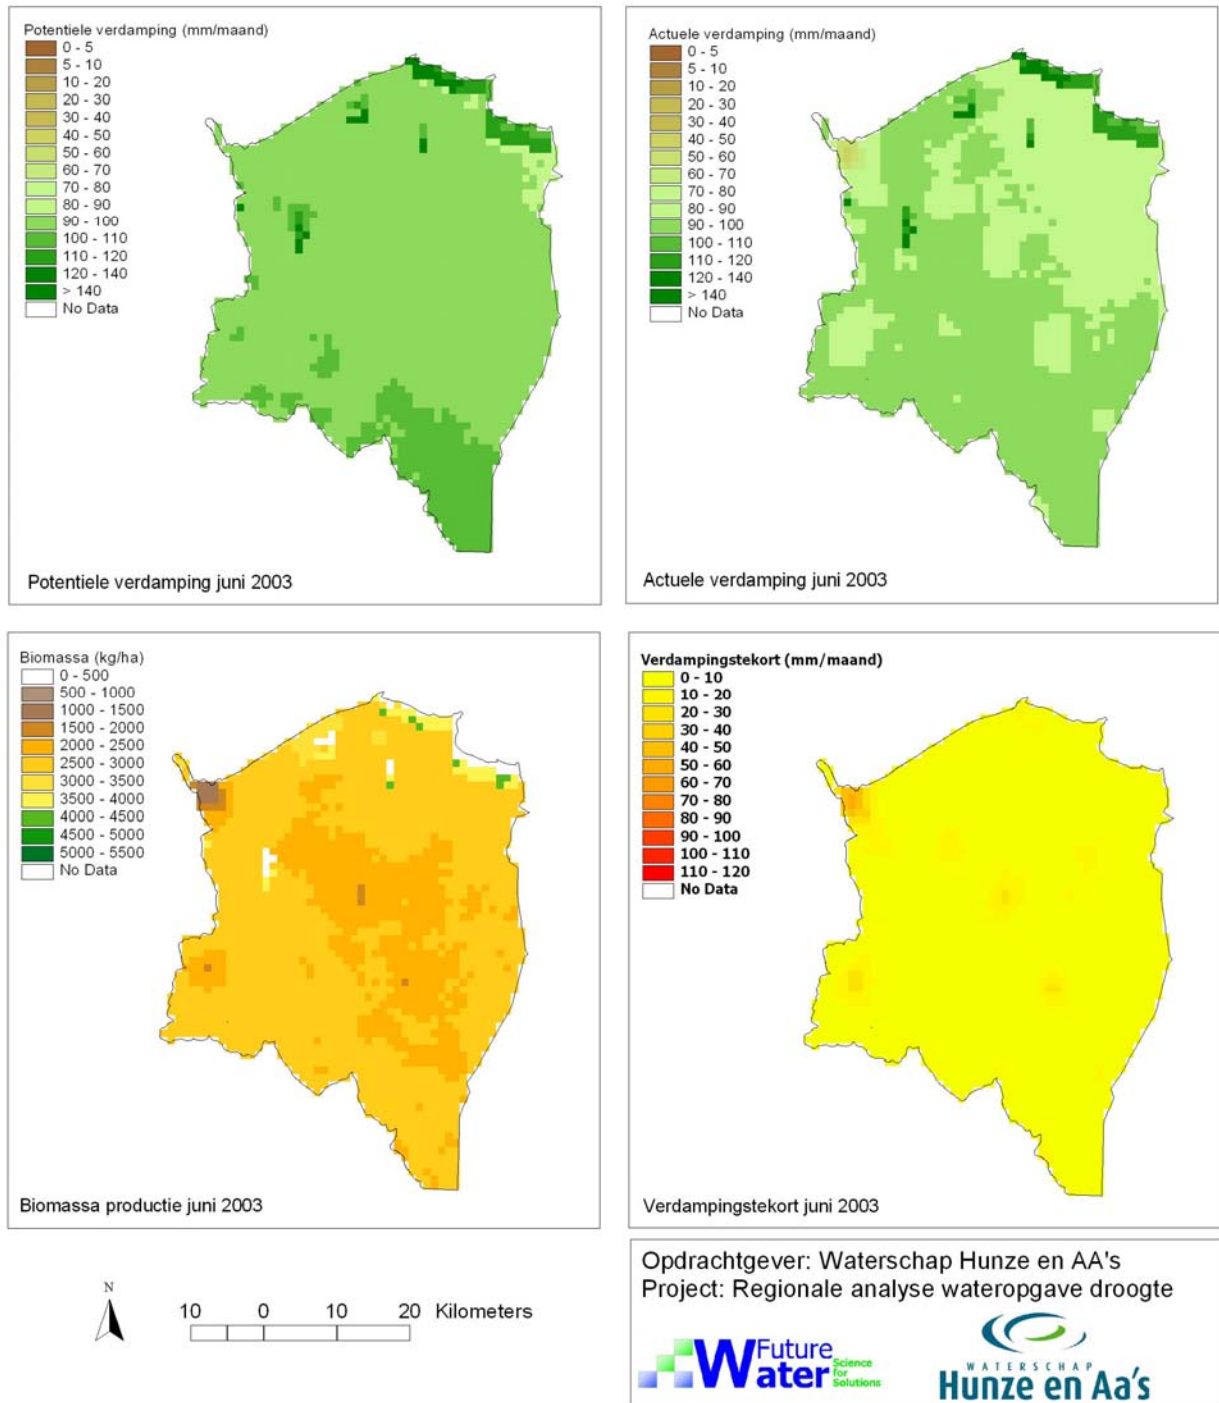 Potentiele verdamping (mm/maand)
0 - 5
5 - 10
10 - 20
20 - 30
30 - 40
40 - 50
50 - 60
60 - 70
70 - 80
80 - 90
90 - 100
100 - 110
110 - 120
120 - 140
> 140
No Data
Potentiele verdamping juni 2003
Actuele verdamping (mm/maand)
0 - 5
5 - 10
10 - 20
20 - 30
30 - 40
40 - 50
50 - 60
60 - 70
70 - 80
80 - 90
90 - 100
100 - 110
110 - 120
120 - 140
> 140
No Data
Actuele verdamping juni 2003
Biomassa (kg/ha)
0 - 500
500 - 1000
1000 - 1500
1500 - 2000
2000 - 2500
2500 - 3000
3000 - 3500
3500 - 4000
4000 - 4500
4500 - 5000
5000 - 5500
No Data
Biomassa productie juni 2003
Verdampingstekort (mm/maand)
0 - 10
10 - 20
20 - 30
30 - 40
40 - 50
50 - 60
60 - 70
70 - 80
80 - 90
90 - 100
100 - 110
110 - 120
No Data
Verdampingstekort juni 2003
N
10 0 10 20 Kilometers
Opdrachtgever: Waterschap Hunze en AA's
Project: Regionale analyse wateropgave droogte
Future
Water
Science
for
Solutions
WATERSCHAP
Hunze en Aa's